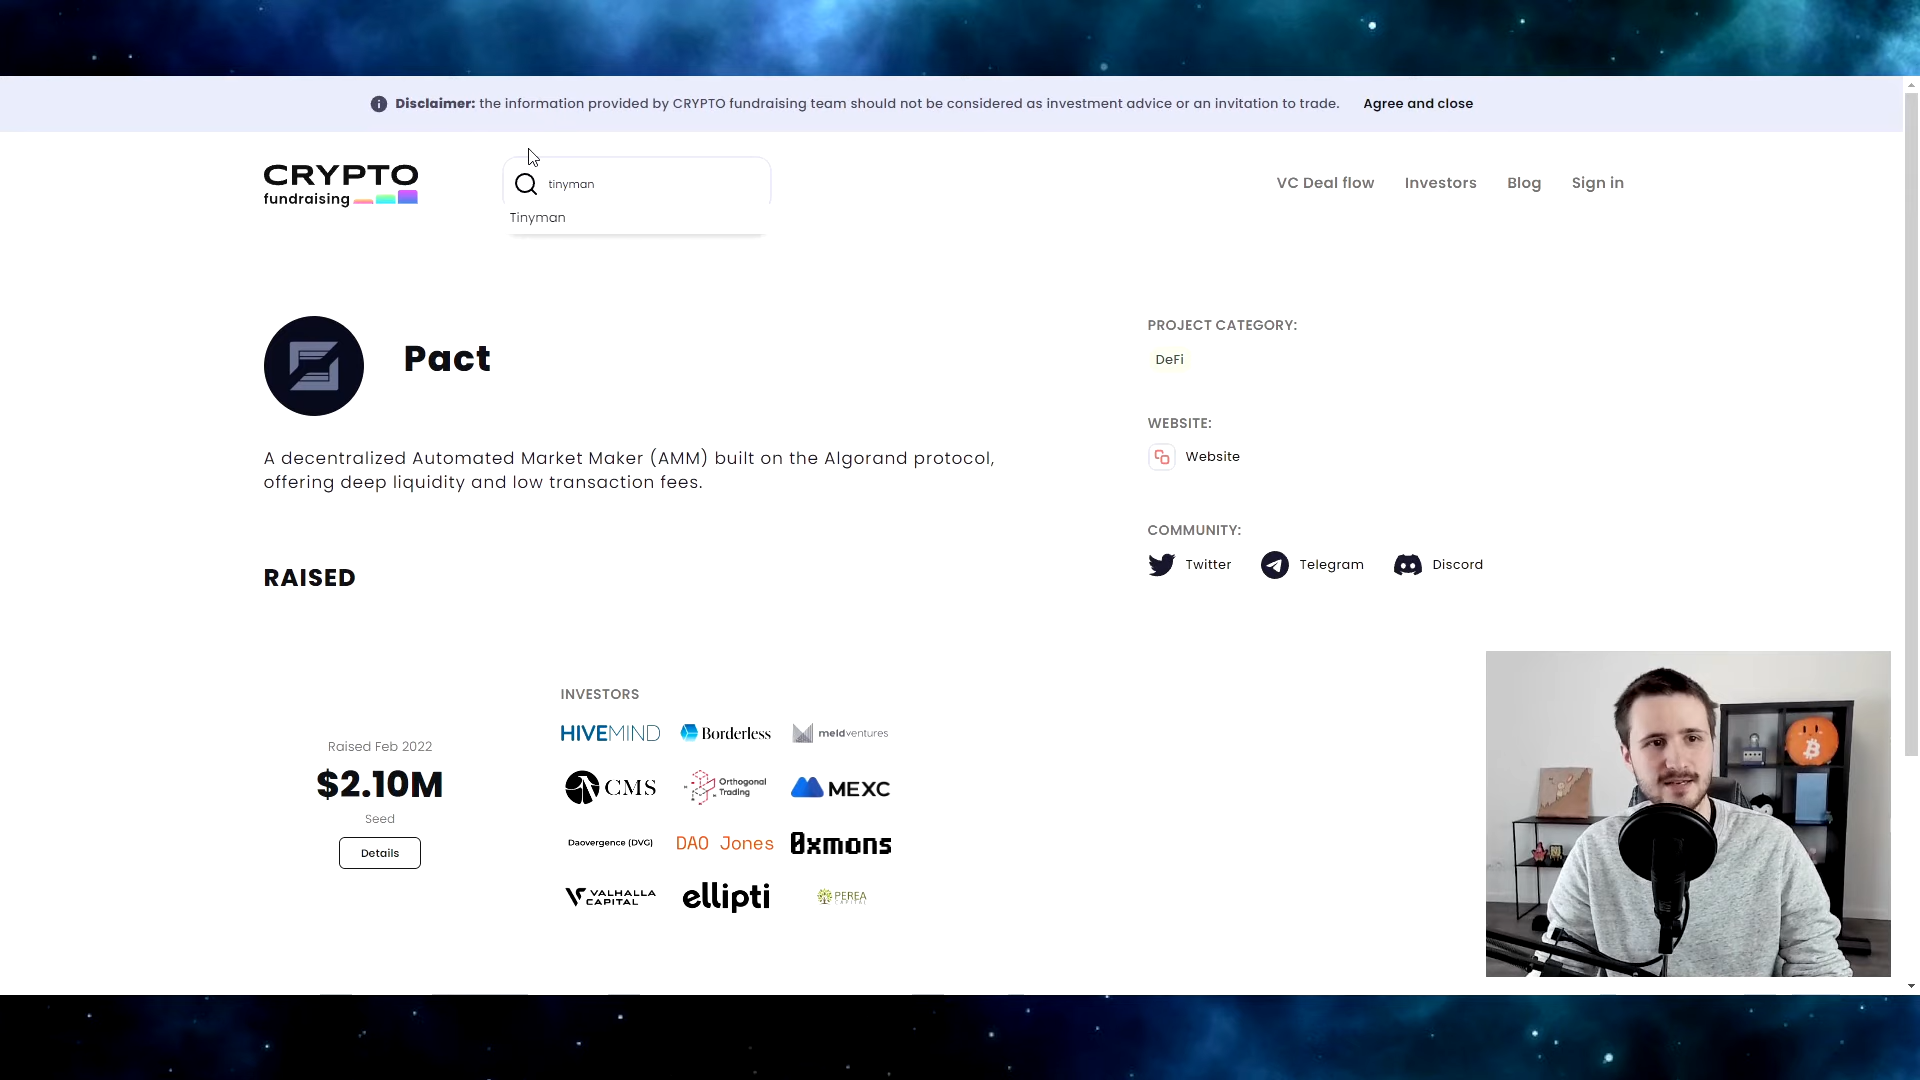 Disclaimer: the information provided by CRYPTO fundraising team should not be considered as investment advice or an invitation to trade.
Agree and close
CRYPTO
fundraising
tinyman
Tinyman
VC Deal flow
Investors
Blog
Sign in
Pact
A decentralized Automated Market Maker (AMM) built on the Algorand protocol,
offering deep liquidity and low transaction fees.
PROJECT CATEGORY:
DeFi
WEBSITE:
Website
COMMUNITY:
Twitter
Telegram
Discord
RAISED
Raised Feb 2022
$2.10M
Seed
Details
INVESTORS
HIVEMIND
Borderless
meldventures
CMS
Orthogonal
Trading
MEXC
Daovergence (DVG)
DAO Jones
0xmons
VALHALLA
CAPITAL
ellipti
PEREA
CAPITAL